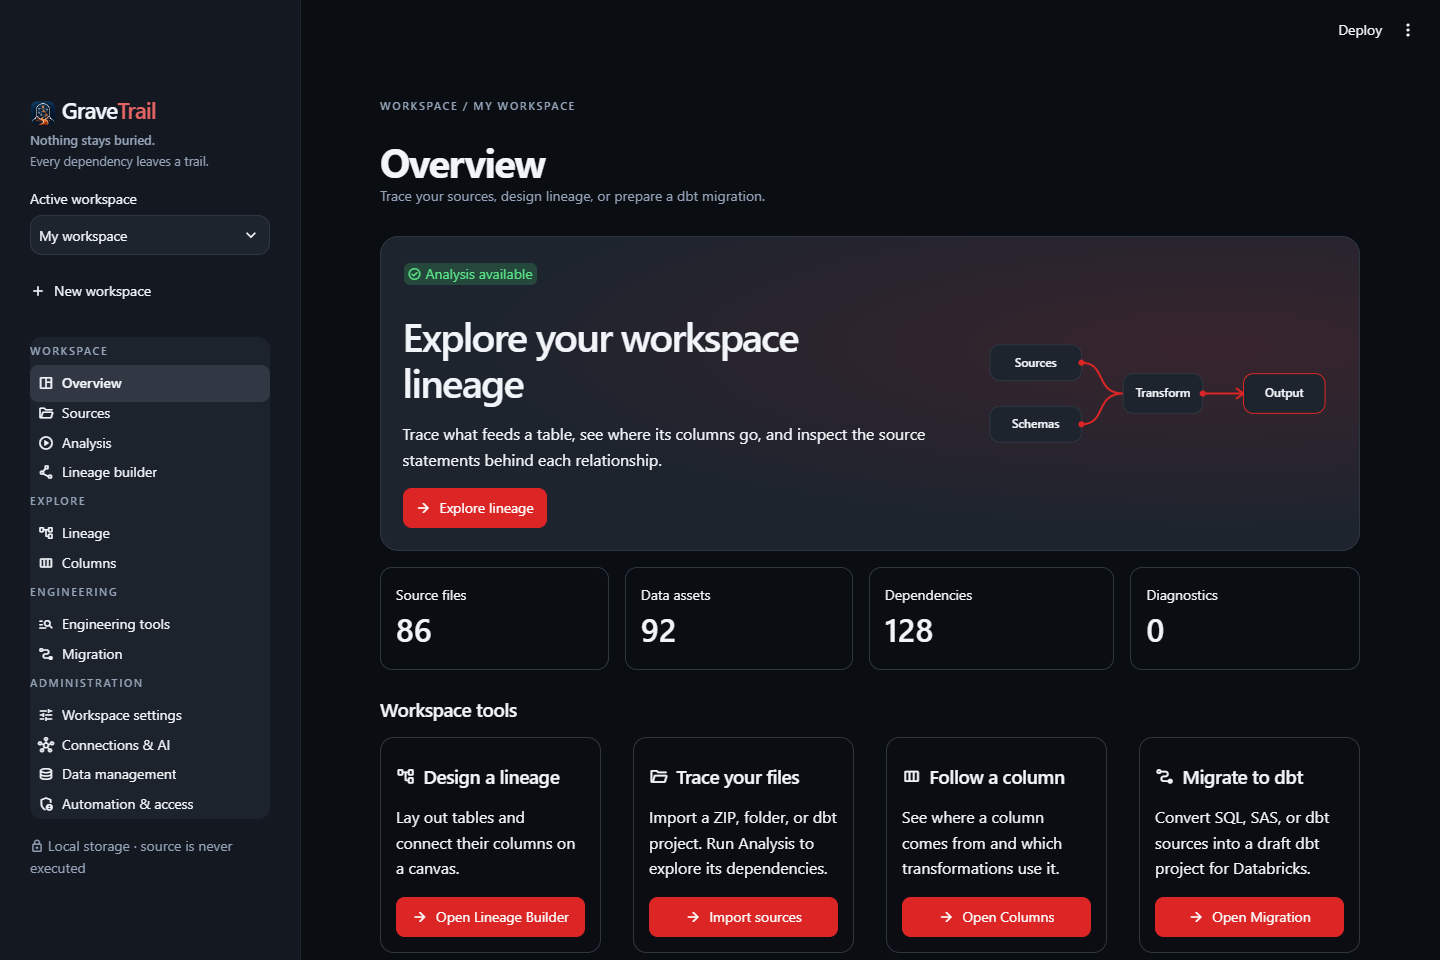 Deploy
GraveTrail
Nothing stays buried.
Every dependency leaves a trail.
Active workspace
My workspace
New workspace
WORKSPACE
Overview
Sources
Analysis
Lineage builder
EXPLORE
Lineage
Columns
ENGINEERING
Engineering tools
Migration
ADMINISTRATION
Workspace settings
Connections & AI
Data management
Automation & access
Local storage · source is never
executed
WORKSPACE / MY WORKSPACE
Overview
Trace your sources, design lineage, or prepare a dbt migration.
Analysis available
Explore your workspace
lineage
Trace what feeds a table, see where its columns go, and inspect the source
statements behind each relationship.
Explore lineage
Sources
Schemas
Transform
Output
Source files
86
Data assets
92
Dependencies
128
Diagnostics
0
Workspace tools
Design a lineage
Lay out tables and
connect their columns on
a canvas.
Open Lineage Builder
Trace your files
Import a ZIP, folder, or dbt
project. Run Analysis to
explore its dependencies.
Import sources
Follow a column
See where a column
comes from and which
transformations use it.
Open Columns
Migrate to dbt
Convert SQL, SAS, or dbt
sources into a draft dbt
project for Databricks.
Open Migration